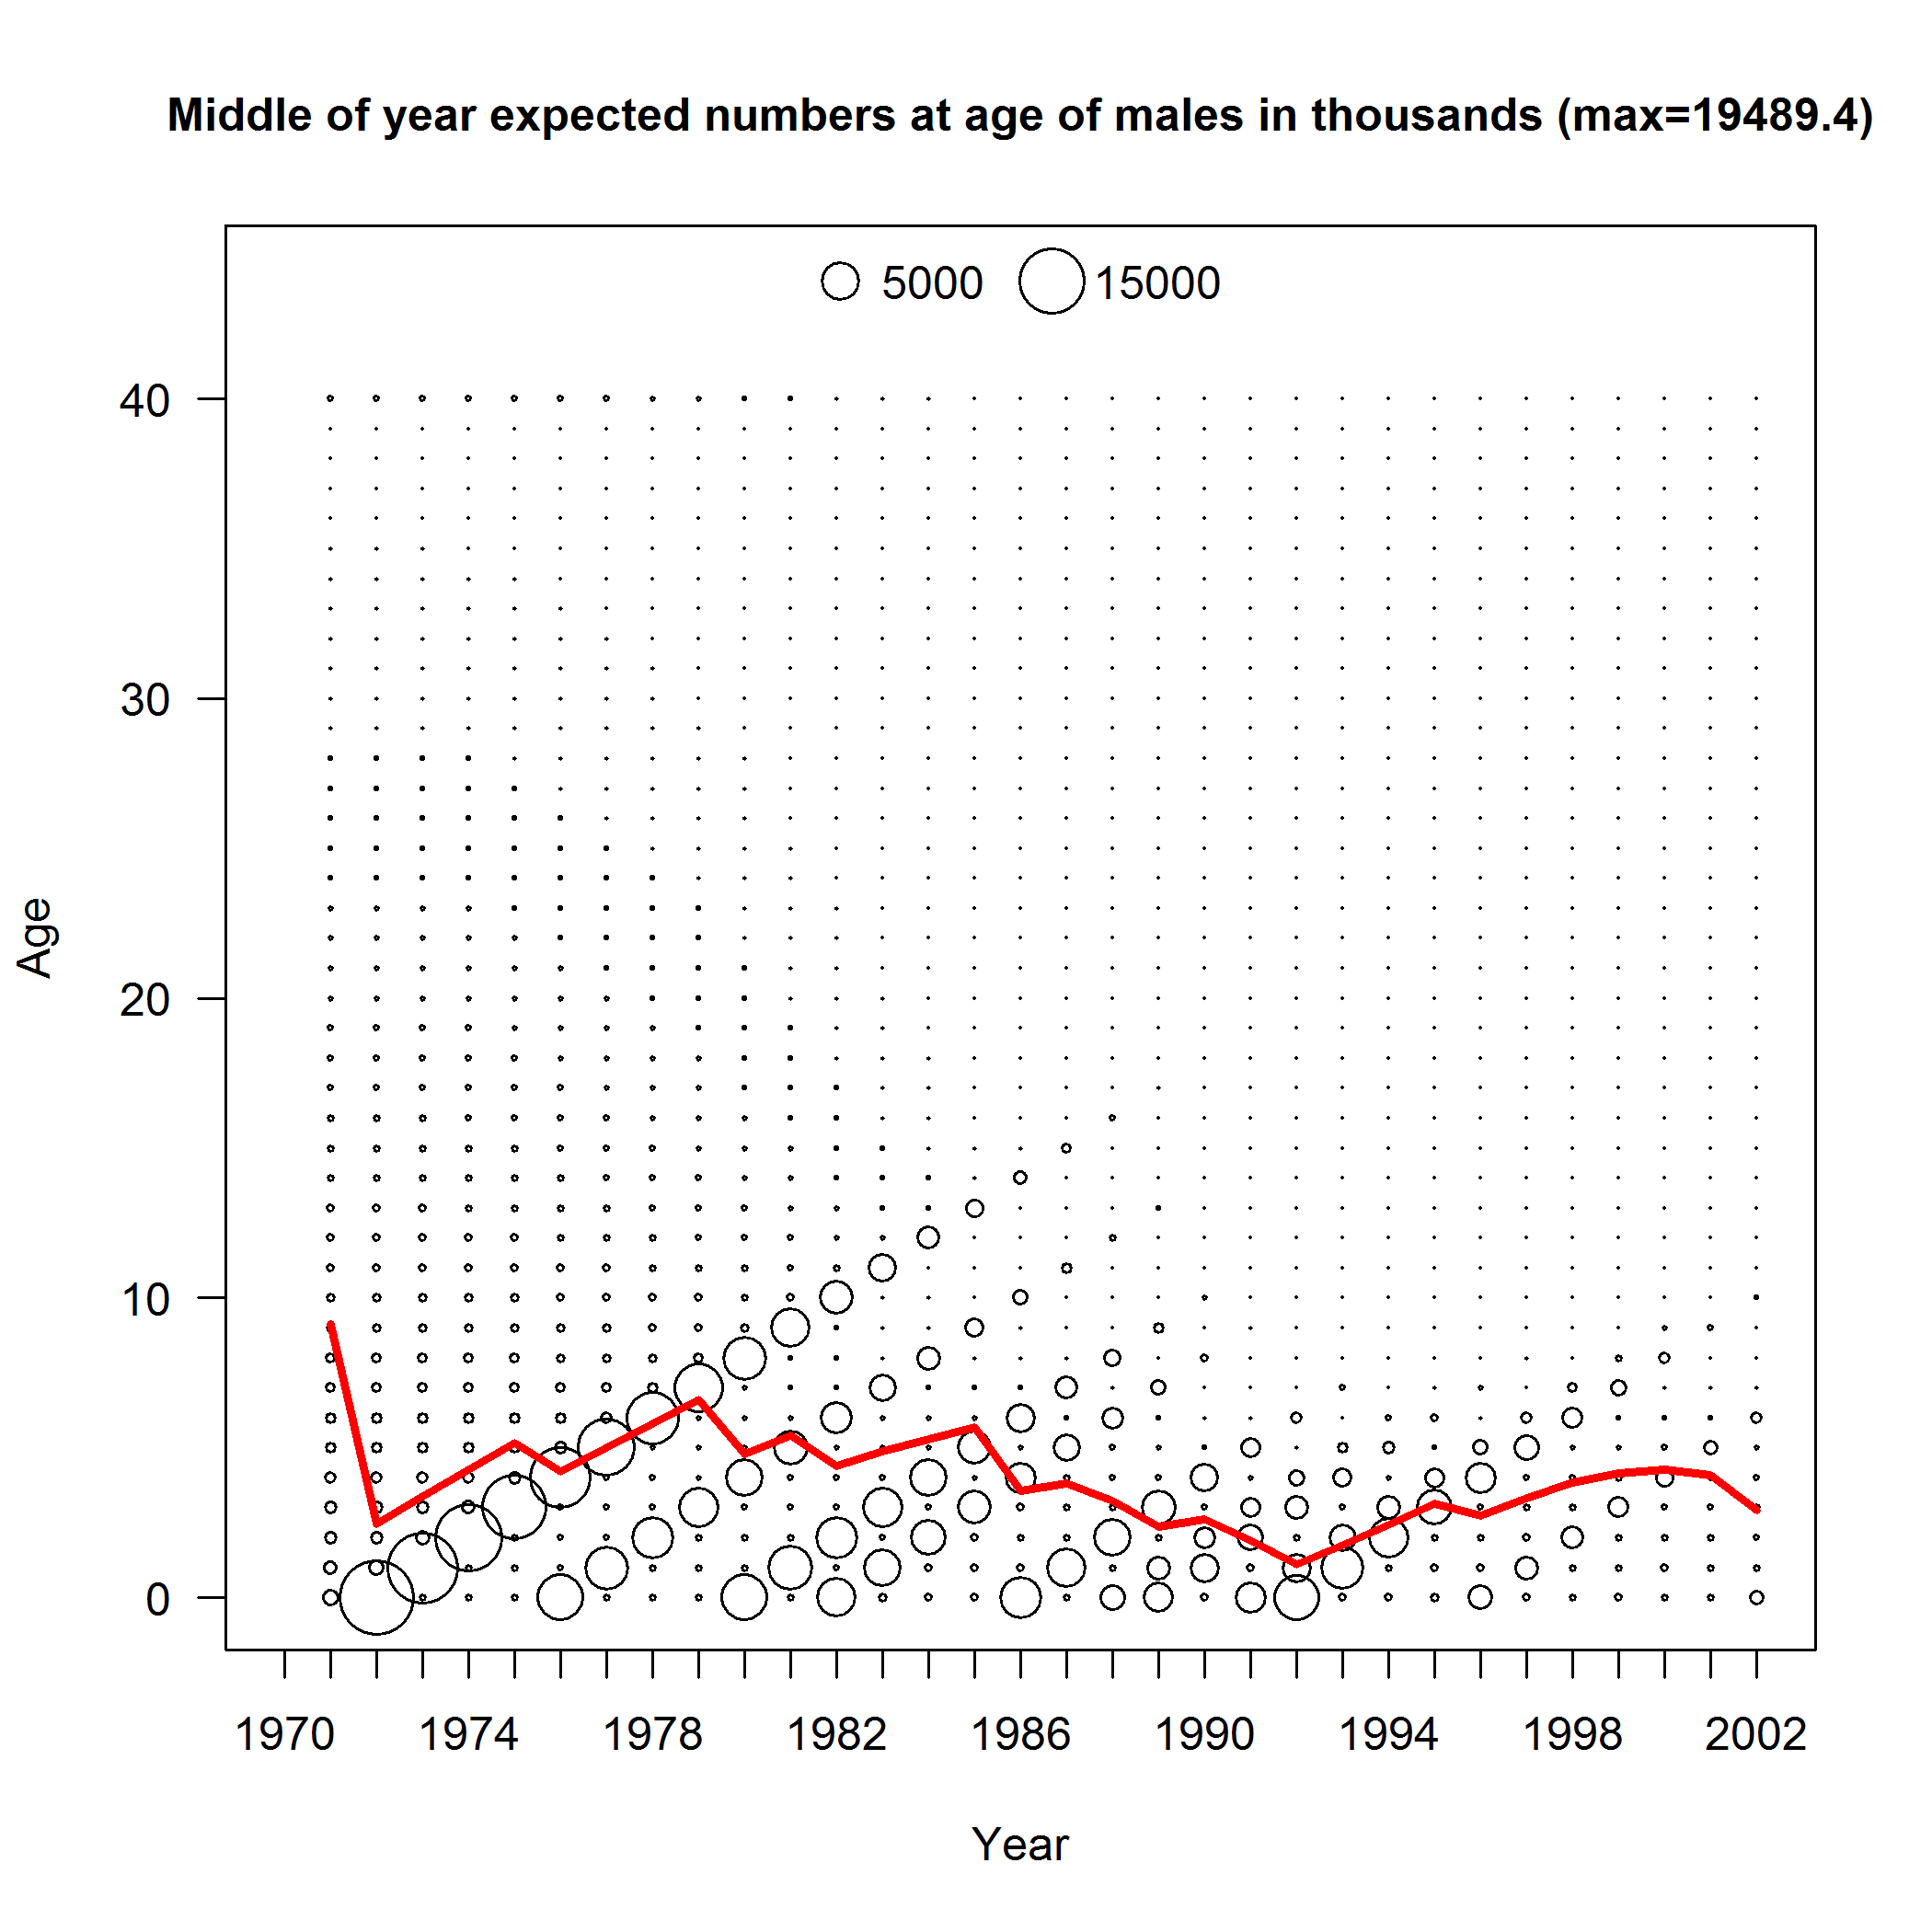 Middle of year expected numbers at age of males in thousands (max=19489.4)
5000 15000
40
30
20
10
0
Age
1970 1974 1978 1982 1986 1990 1994 1998 2002
Year